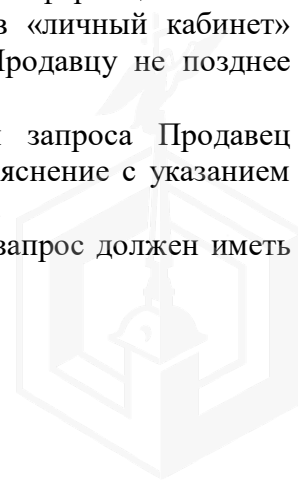 в «личный кабинет»
Продавцу не позднее
запроса Продавец
яснение с указанием
запрос должен иметь